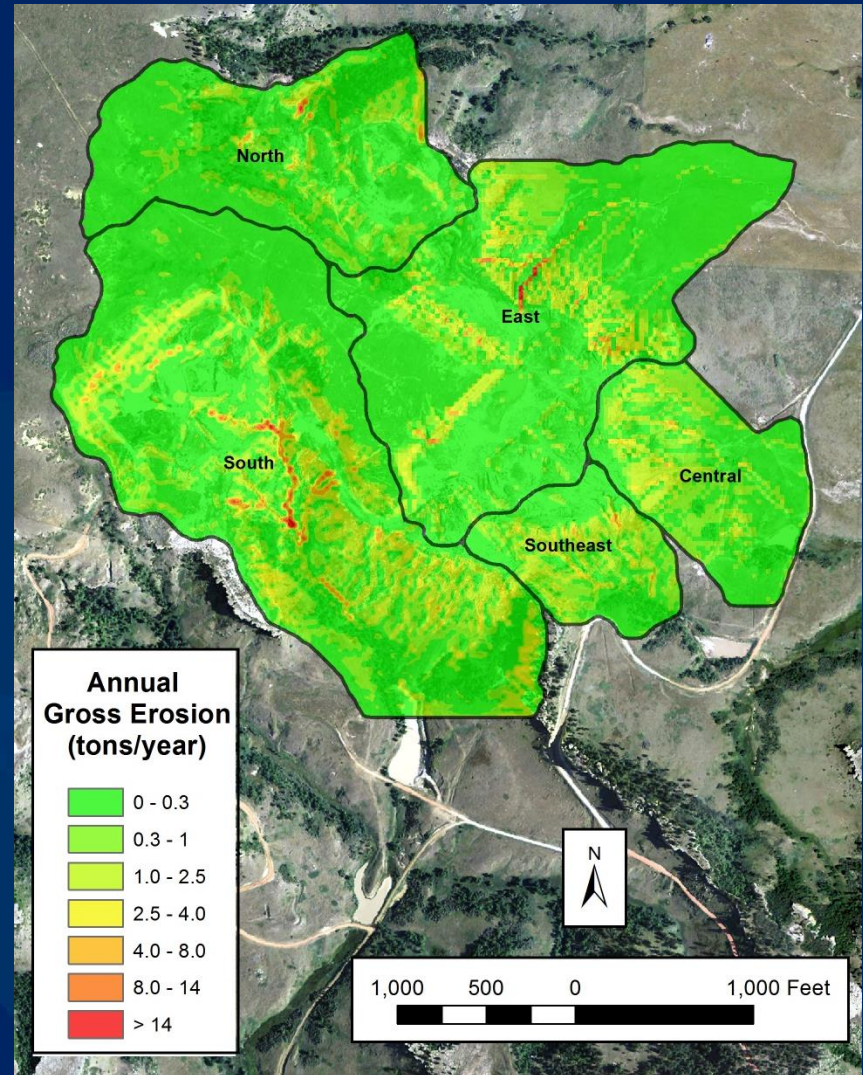 North
East
South
Central
Southeast
Annual
Gross Erosion
(tons/year)
0 - 0.3
0.3 - 1
1.0 - 2.5
2.5 - 4.0
4.0 - 8.0
8.0 - 14
> 14
N
1,000 500 0 1,000 Feet